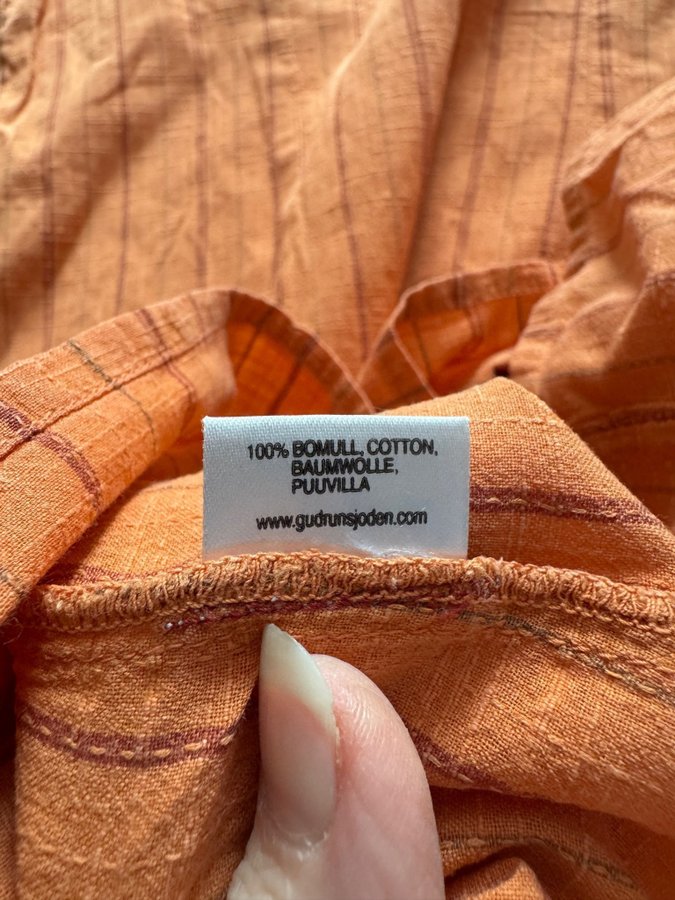 100% BOMULL, COTTON,
BAUMWOLLE,
PUUVILLA
www.gudrunsjoden.com